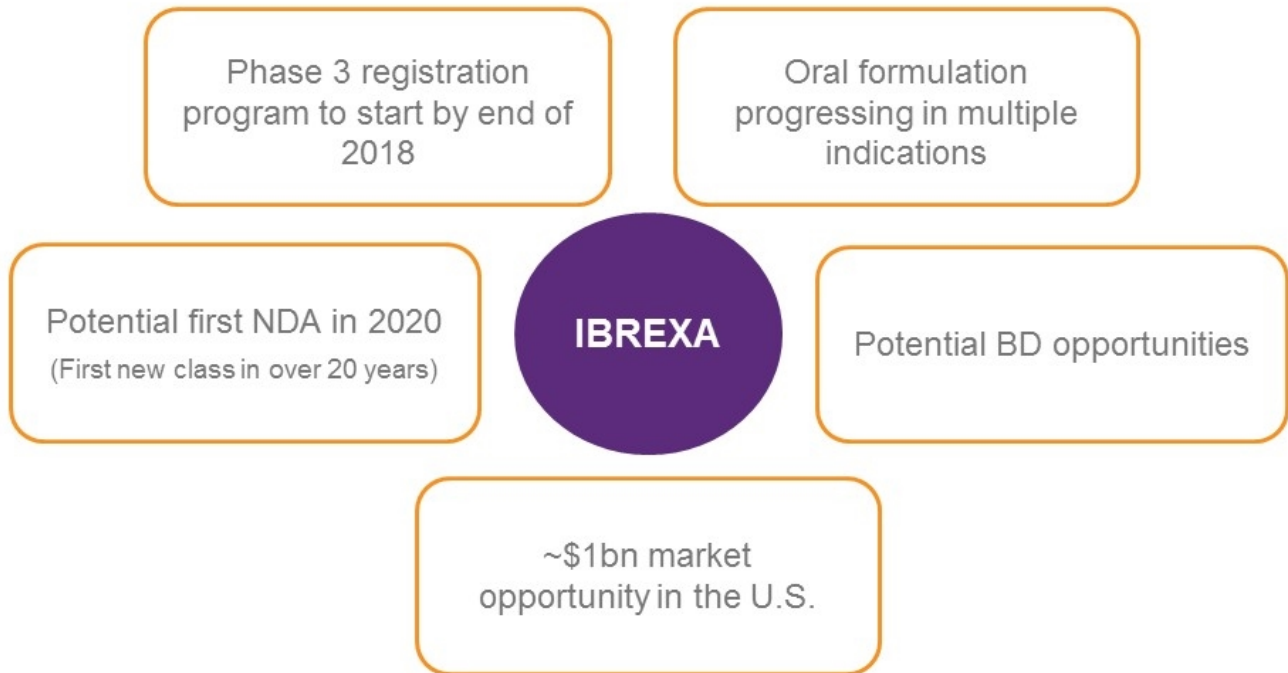 Phase 3 registration
program to start by end of
2018
Oral formulation
progressing in multiple
indications
Potential first NDA in 2020
(First new class in over 20 years)
IBREXA
Potential BD opportunities
~$1bn market
opportunity in the U.S.